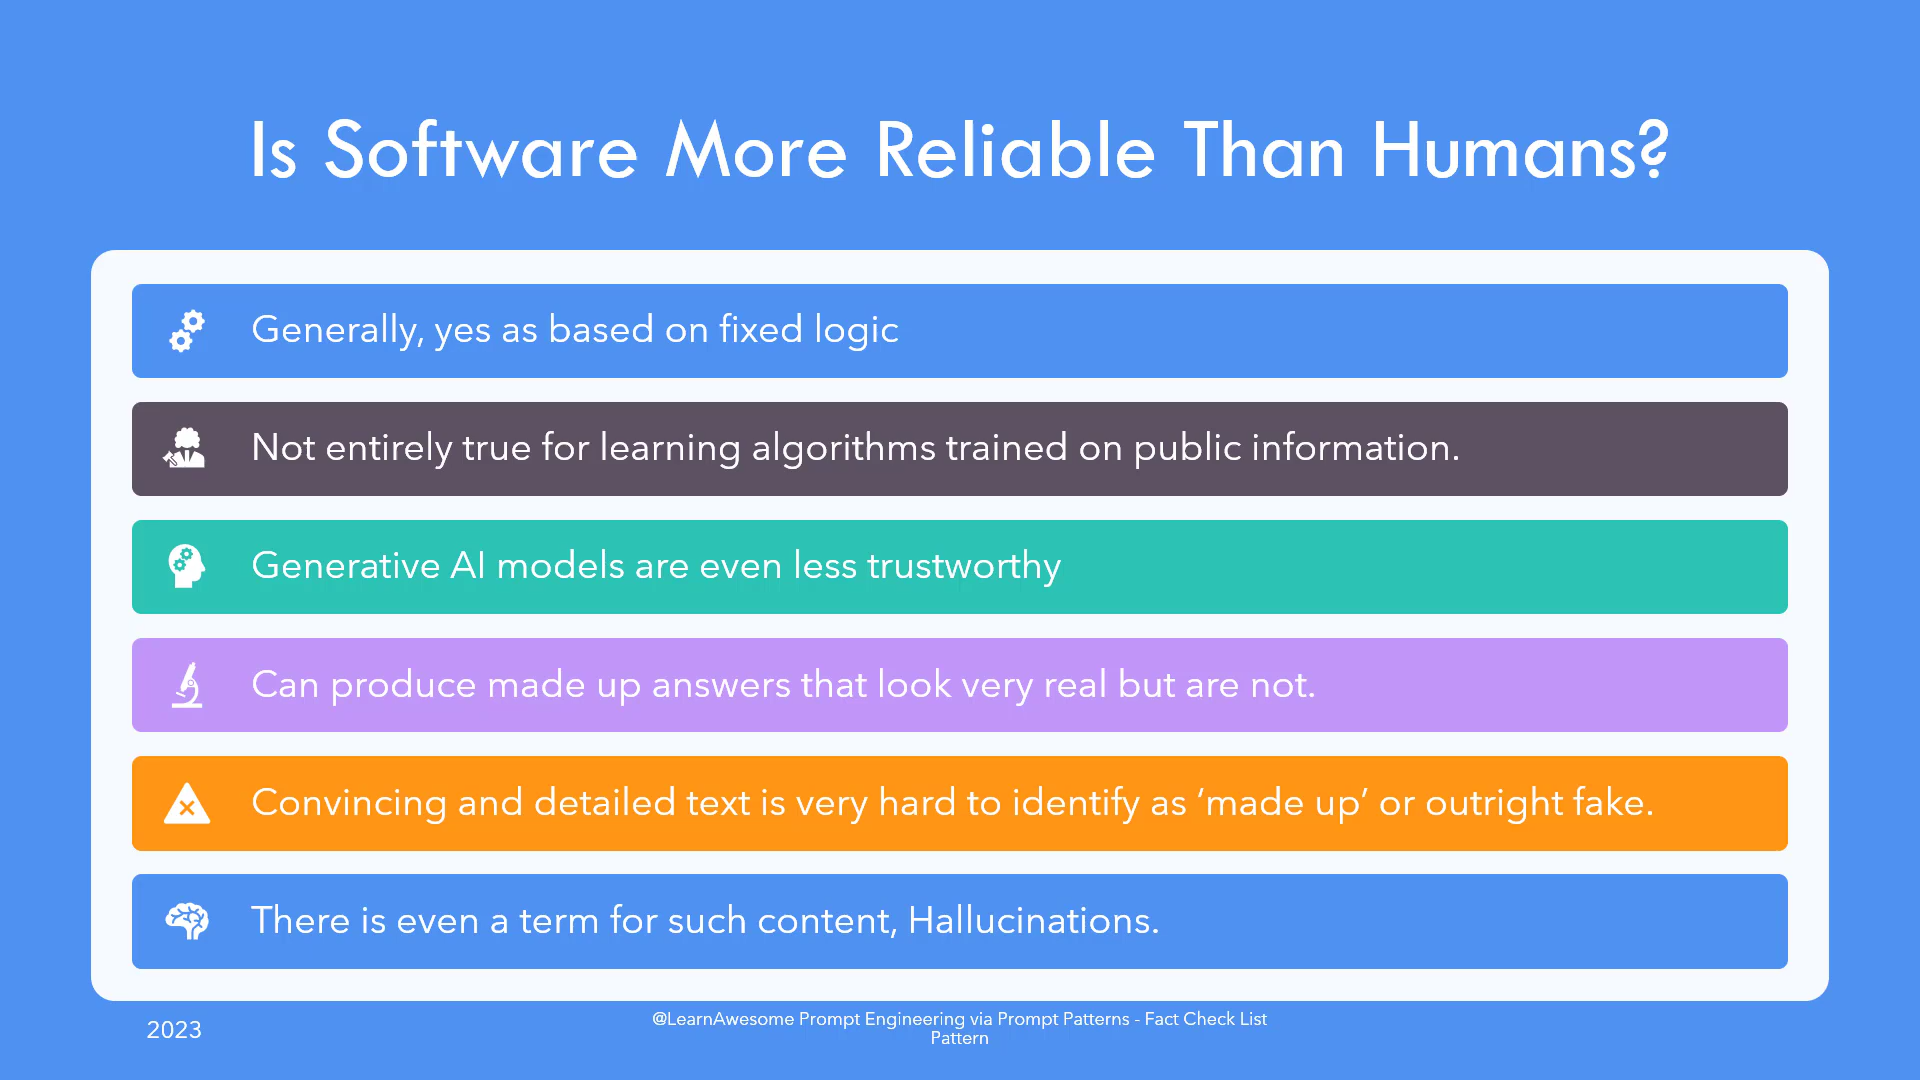 Is Software More Reliable Than Humans?
Generally, yes as based on fixed logic
Not entirely true for learning algorithms trained on public information.
Generative AI models are even less trustworthy
Can produce made up answers that look very real but are not.
Convincing and detailed text is very hard to identify as ‘made up’ or outright fake.
There is even a term for such content, Hallucinations.
2023
@LearnAwesome Prompt Engineering via Prompt Patterns - Fact Check List
Pattern